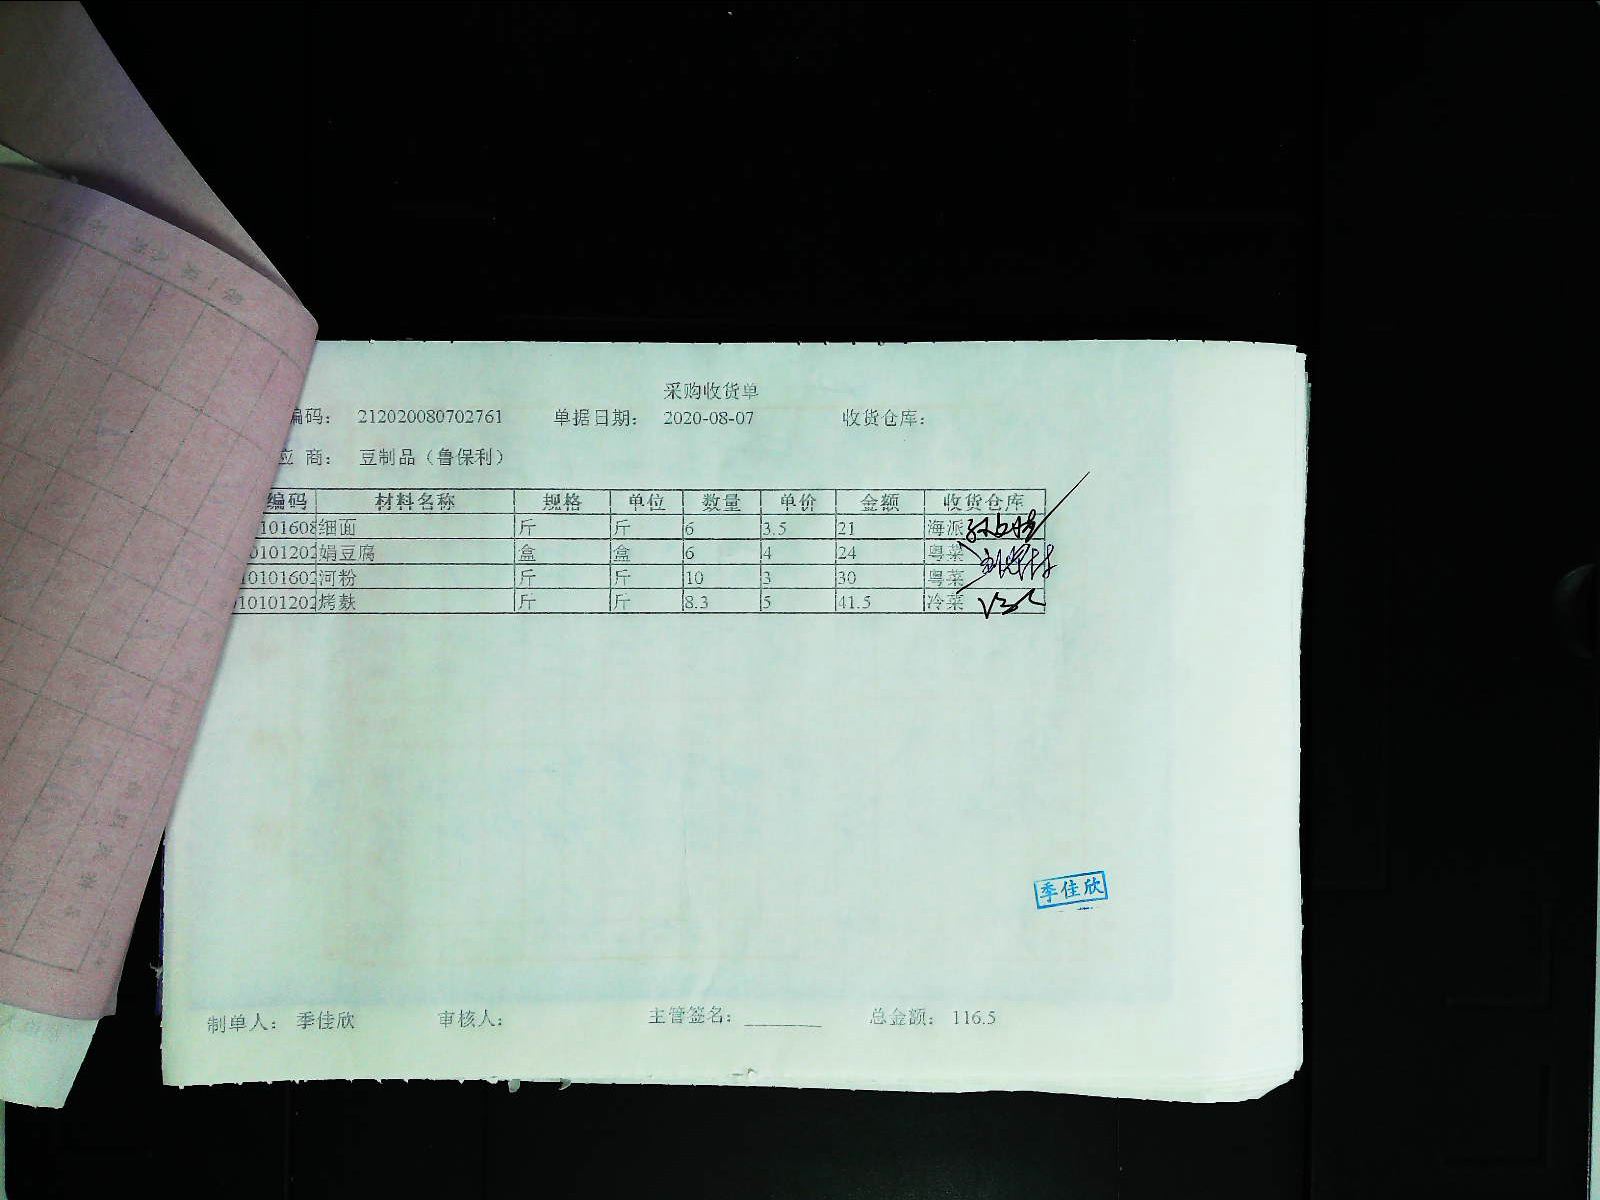 采购收货单
编码： 212020080702761 单据日期： 2020-08-07 收货仓库：
应 商： 豆制品（鲁保利）
编码 材料名称 规格 单位 数量 单价 金额 收货仓库
101608 细面 斤 斤 6 3.5 21 海派
0101202 娟豆腐 盒 盒 6 4 24 粤菜
10101602 河粉 斤 斤 10 3 30 粤菜
010101202 烤麸 斤 斤 8.3 5 41.5 冷菜
季佳欣
制单人： 季佳欣 审核人： 主管签名： 总金额： 116.5